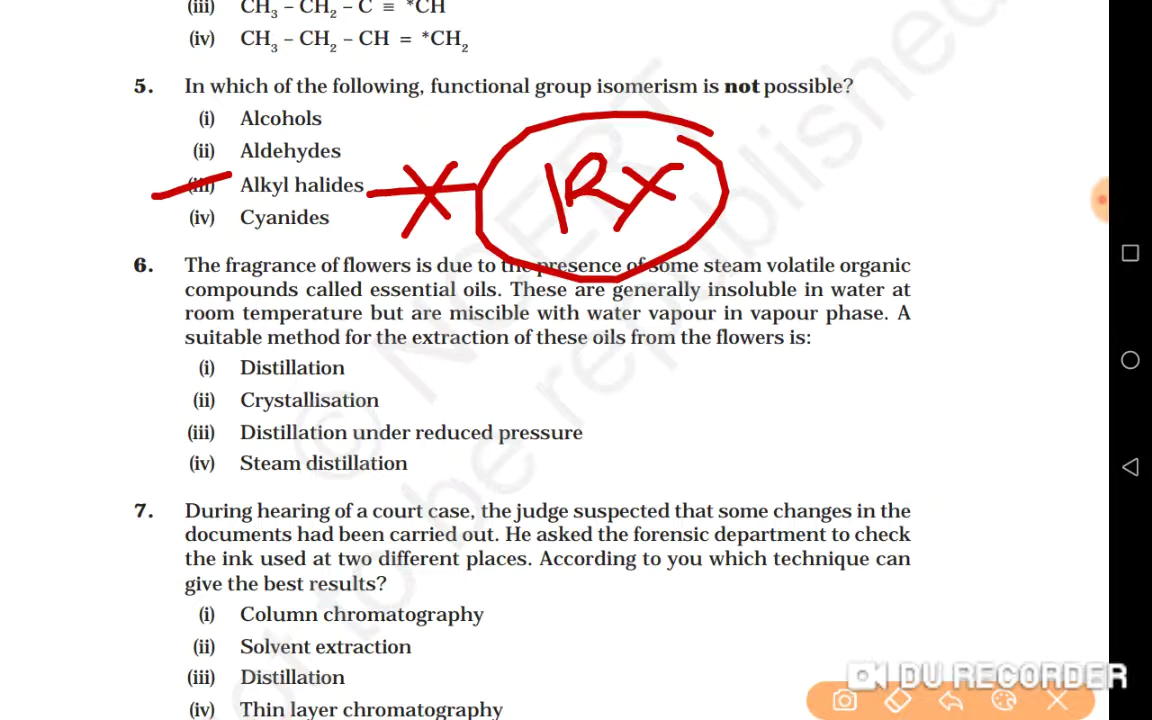 (iii) CH₃ – CH₂ – C ≡ *CH
(iv) CH₃ – CH₂ – CH = *CH₂
5. In which of the following, functional group isomerism is not possible?
(i) Alcohols
(ii) Aldehydes
(iii) Alkyl halides
RX
(iv) Cyanides
6. The fragrance of flowers is due to the presence of some steam volatile organic
compounds called essential oils. These are generally insoluble in water at
room temperature but are miscible with water vapour in vapour phase. A
suitable method for the extraction of these oils from the flowers is:
(i) Distillation
(ii) Crystallisation
(iii) Distillation under reduced pressure
(iv) Steam distillation
7. During hearing of a court case, the judge suspected that some changes in the
documents had been carried out. He asked the forensic department to check
the ink used at two different places. According to you which technique can
give the best results?
(i) Column chromatography
(ii) Solvent extraction
(iii) Distillation
(iv) Thin layer chromatography
© NCERT
not to be republished
DU RECORDER